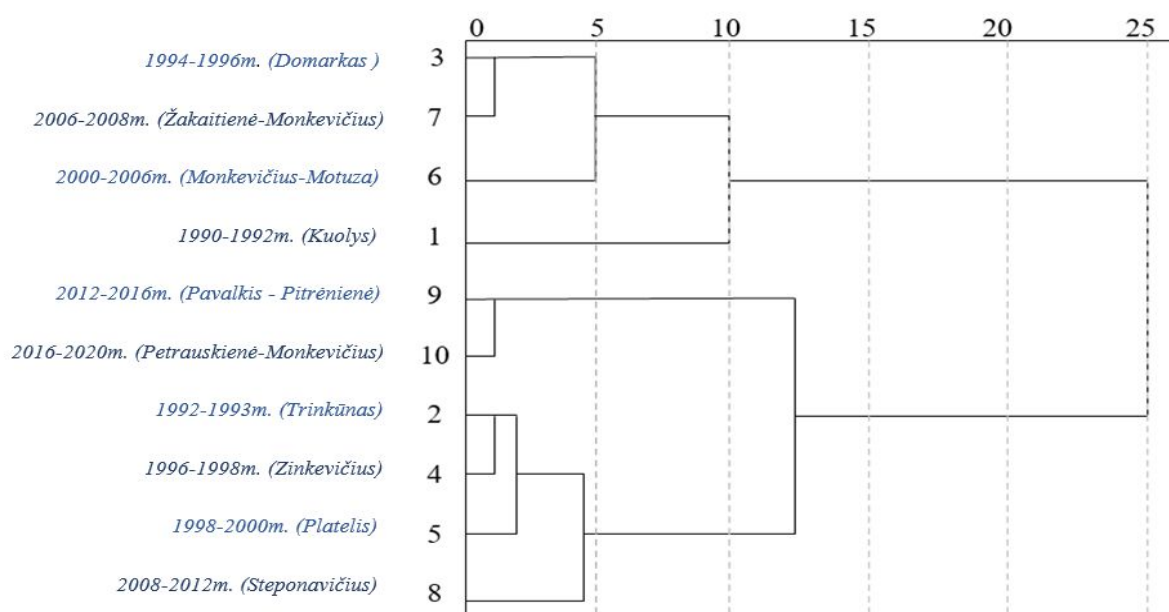 0 5 10 15 20 25
1994-1996m. (Domarkas ) 3
2006-2008m. (Žakaitienė-Monkevičius) 7
2000-2006m. (Monkevičius-Motuza) 6
1990-1992m. (Kuolys) 1
2012-2016m. (Pavalkis - Pitrėnienė) 9
2016-2020m. (Petrauskienė-Monkevičius) 10
1992-1993m. (Trinkūnas) 2
1996-1998m. (Zinkevičius) 4
1998-2000m. (Platelis) 5
2008-2012m. (Steponavičius) 8